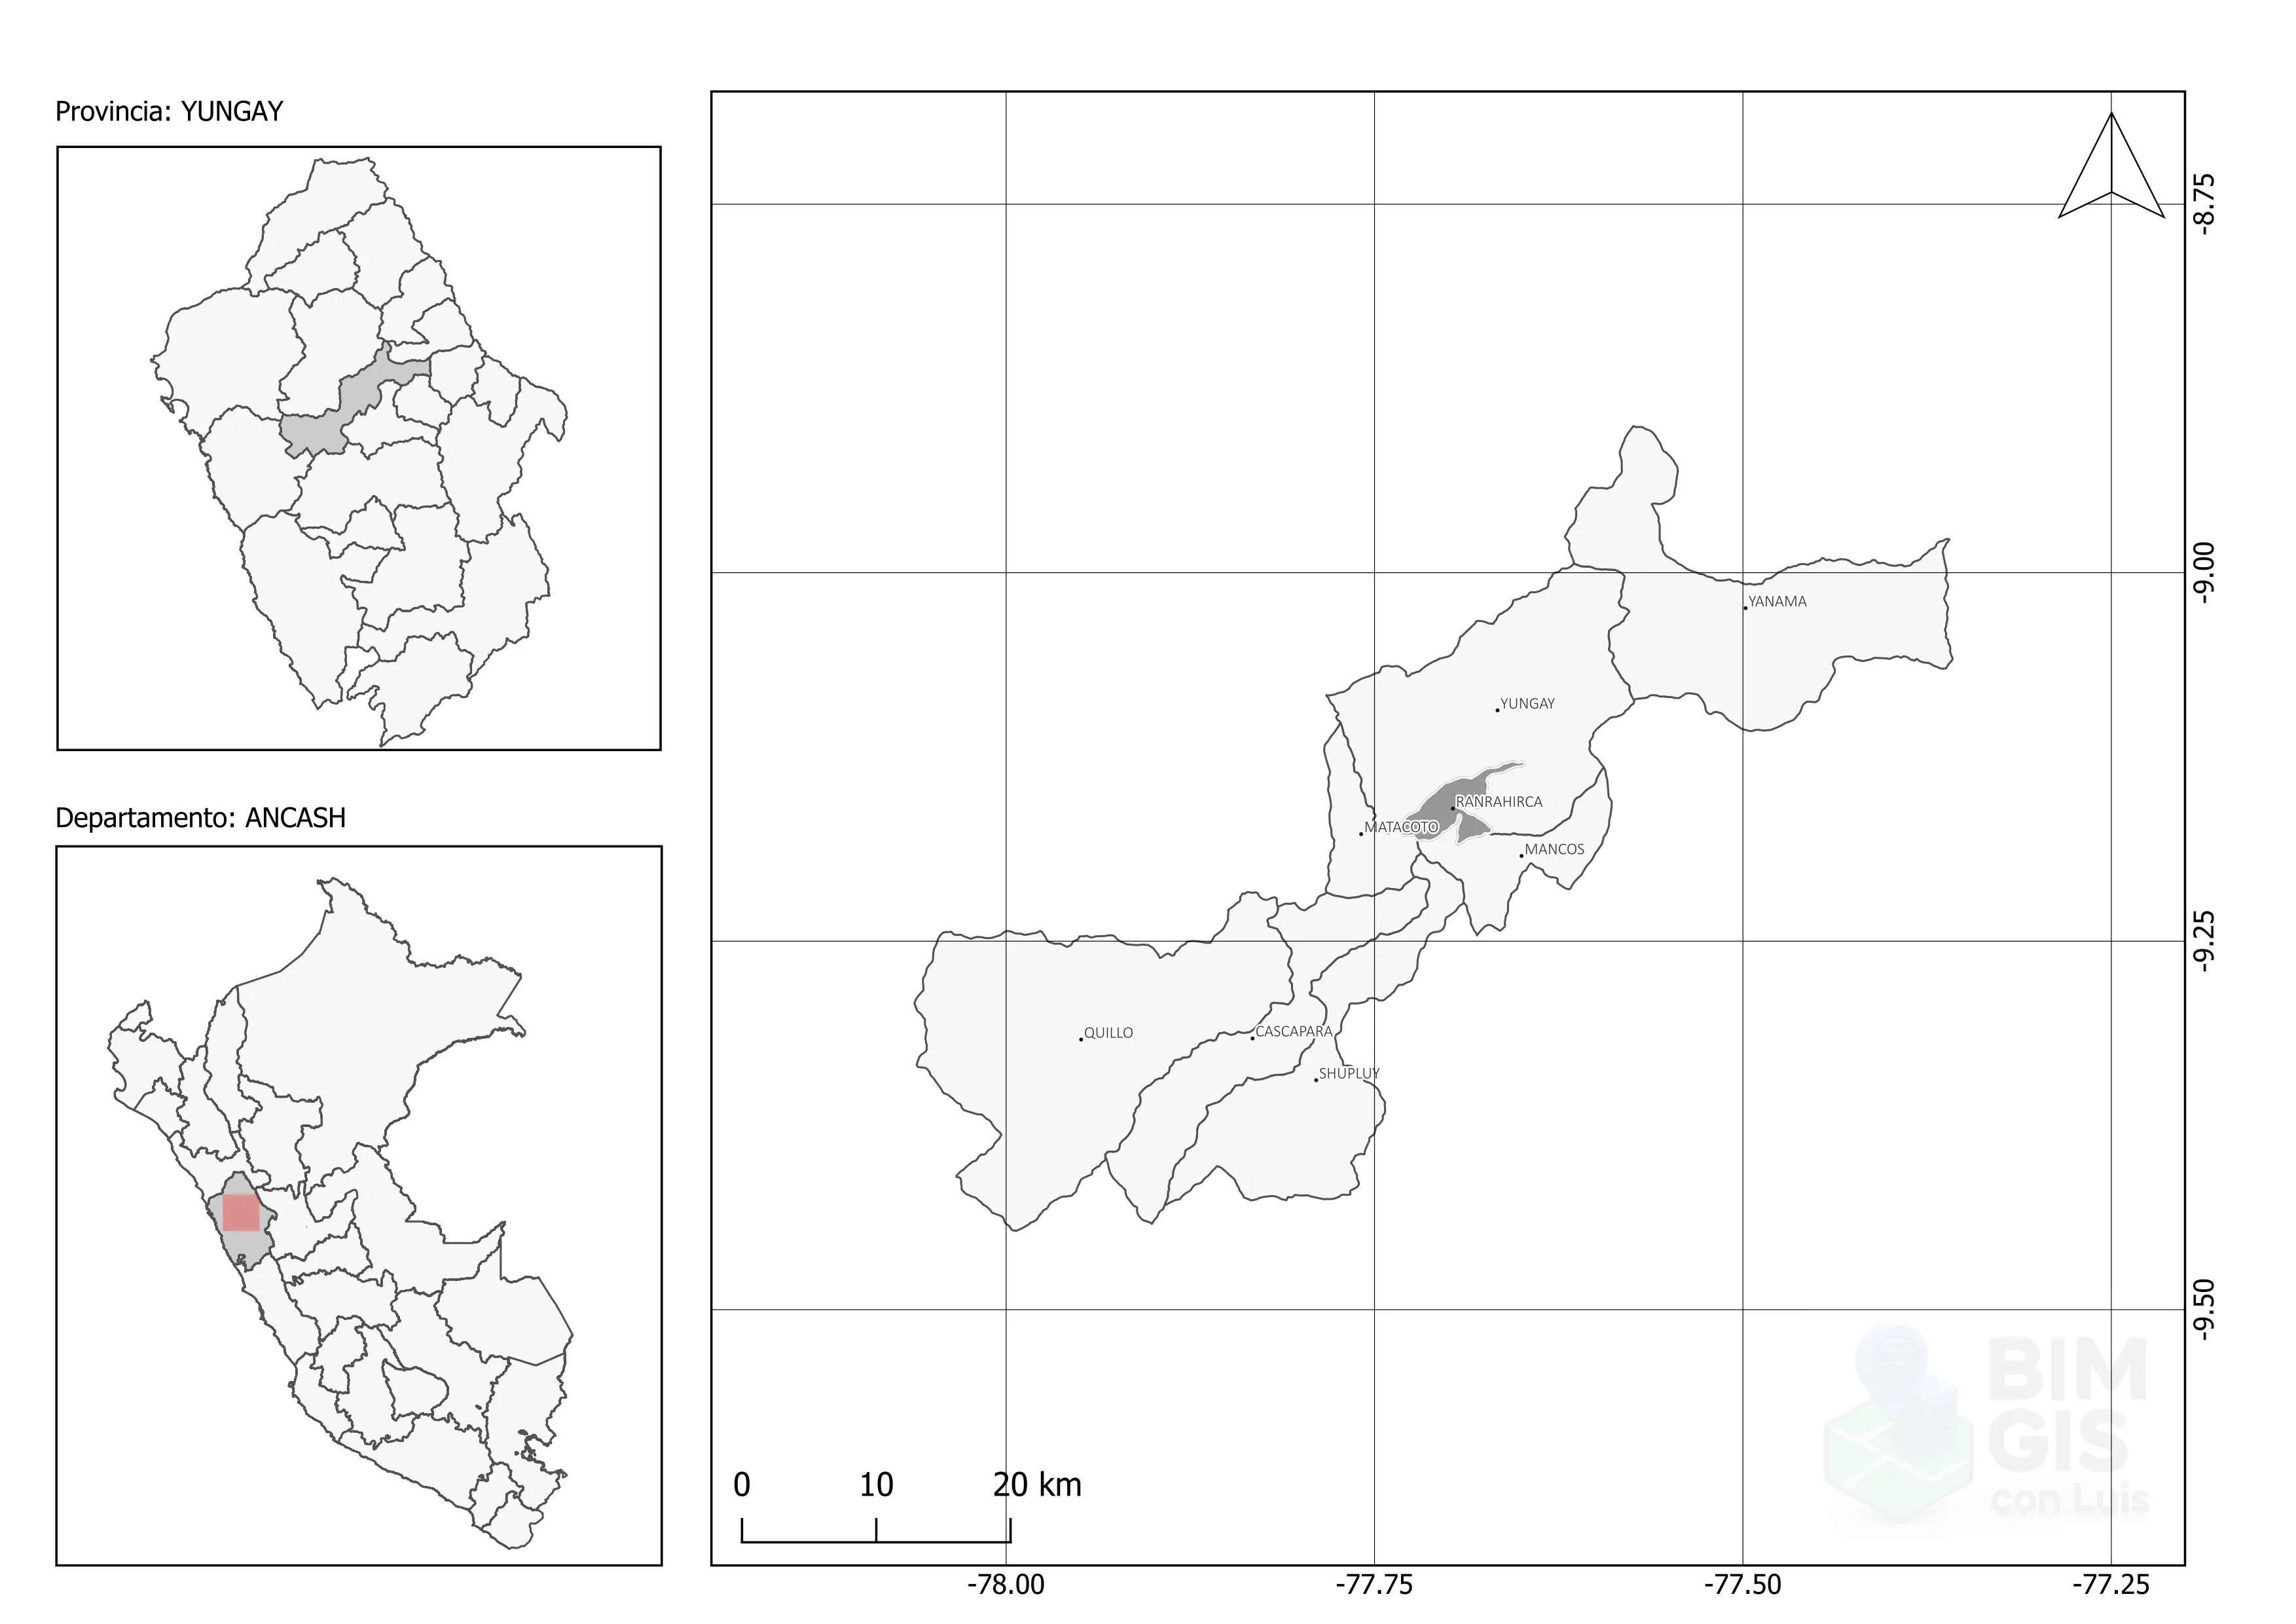 Provincia: YUNGAY
Departamento: ANCASH
-8.75
-9.00
-9.25
-9.50
YANAMA
YUNGAY
RANRAHIRCA
MATACOTO
MANCOS
QUILLO
CASCAPARA
SHUPLUY
0 10 20 km
BIM
GIS
con Luis
-78.00 -77.75 -77.50 -77.25